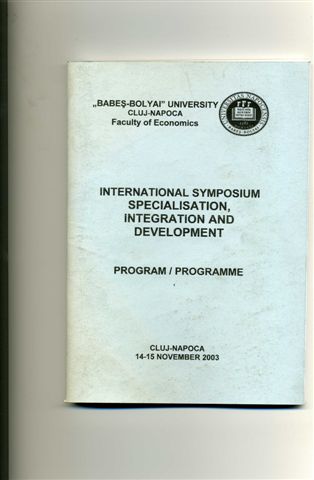 „BABEŞ-BOLYAI" UNIVERSITY
CLUJ-NAPOCA
Faculty of Economics
INTERNATIONAL SYMPOSIUM
SPECIALISATION,
INTEGRATION AND
DEVELOPMENT
PROGRAM / PROGRAMME
CLUJ-NAPOCA
14-15 NOVEMBER 2003